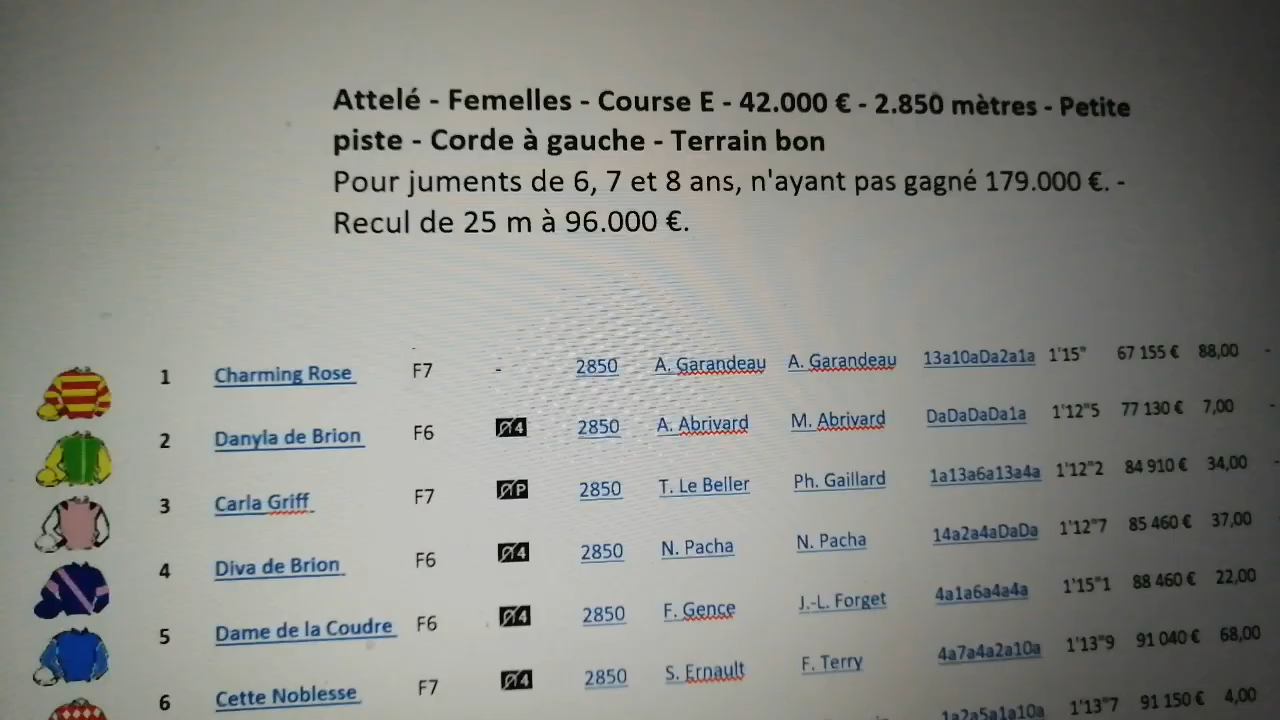 Attelé - Femelles - Course E - 42.000 € - 2.850 mètres - Petite
piste - Corde à gauche - Terrain bon
Pour juments de 6, 7 et 8 ans, n'ayant pas gagné 179.000 €. -
Recul de 25 m à 96.000 €.
1 Charming Rose F7 - 2850 A. Garandeau A. Garandeau 13a10aDa2a1a 1'15" 67 155 € 88,00 -
2 Danyla de Brion F6 Ø4 2850 A. Abrivard M. Abrivard DaDaDaDa1a 1'12"5 77 130 € 7,00 -
3 Carla Griff F7 ØP 2850 T. Le Beller Ph. Gaillard 1a13a6a13a4a 1'12"2 84 910 € 34,00 -
4 Diva de Brion F6 Ø4 2850 N. Pacha N. Pacha 14a2a4aDaDa 1'12"7 85 460 € 37,00
5 Dame de la Coudre F6 Ø4 2850 F. Gence J.-L. Forget 4a1a6a4a4a 1'15"1 88 460 € 22,00
6 Cette Noblesse F7 Ø4 2850 S. Ernault F. Terry 4a7a4a2a10a 1'13"9 91 040 € 68,00
1a2a5a1a10a 1'13"7 91 150 € 4,00